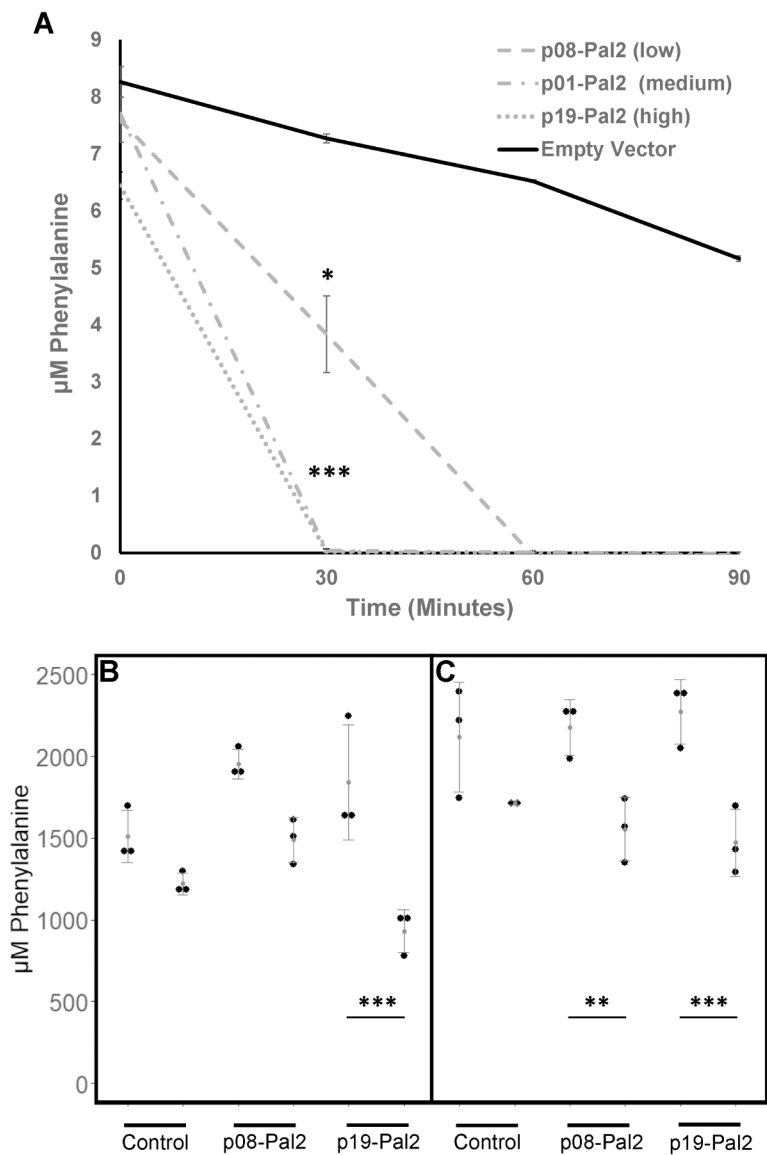 A
9
8
7
6
5
4
3
2
1
0
µM Phenylalanine
p08-Pal2 (low)
p01-Pal2 (medium)
p19-Pal2 (high)
Empty Vector
*
***
0 30 60 90
Time (Minutes)
B C
2500
2000
1500
1000
500
0
µM Phenylalanine
*** ** ***
Control p08-Pal2 p19-Pal2 Control p08-Pal2 p19-Pal2